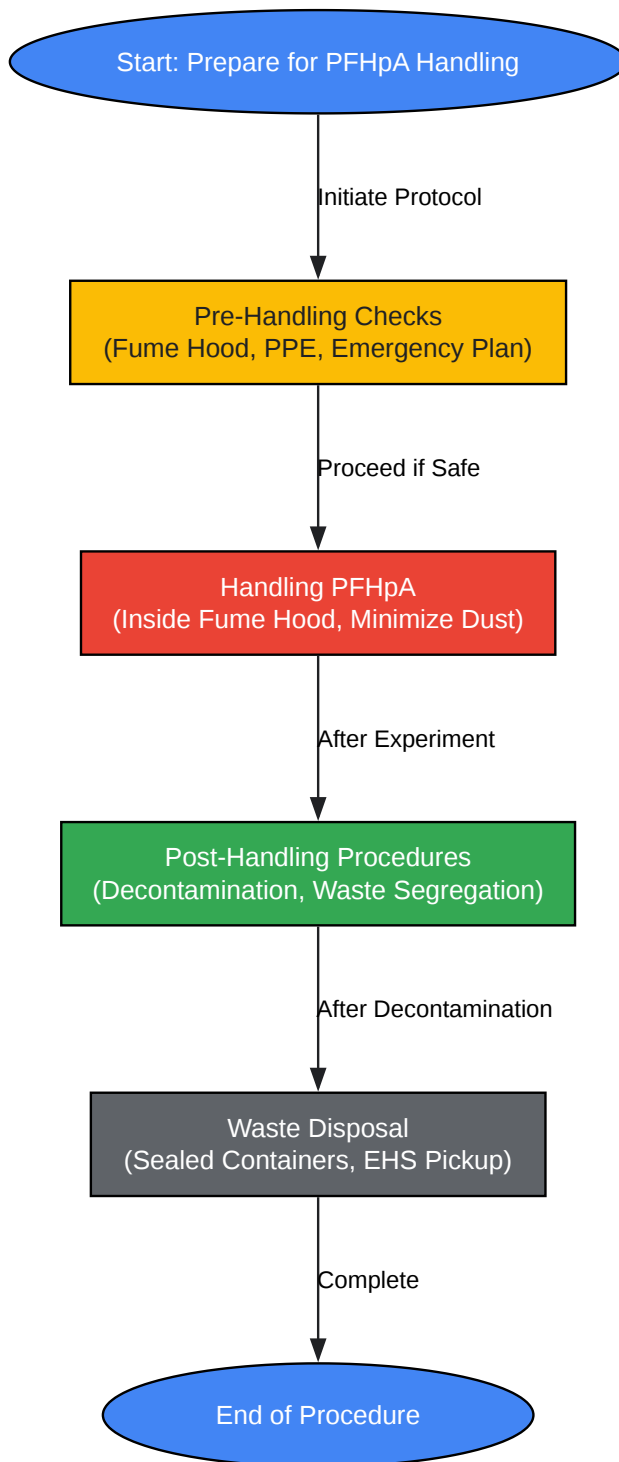 Start: Prepare for PFHpA Handling
Initiate Protocol
Pre-Handling Checks
(Fume Hood, PPE, Emergency Plan)
Proceed if Safe
Handling PFHpA
(Inside Fume Hood, Minimize Dust)
After Experiment
Post-Handling Procedures
(Decontamination, Waste Segregation)
After Decontamination
Waste Disposal
(Sealed Containers, EHS Pickup)
Complete
End of Procedure